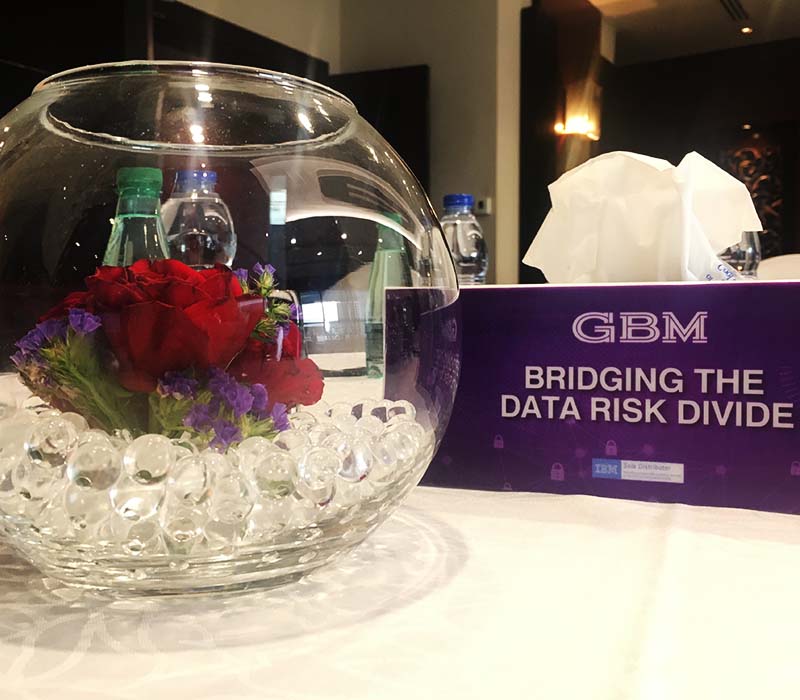 GBM
BRIDGING THE
DATA RISK DIVIDE
IBM
Sole Distributor